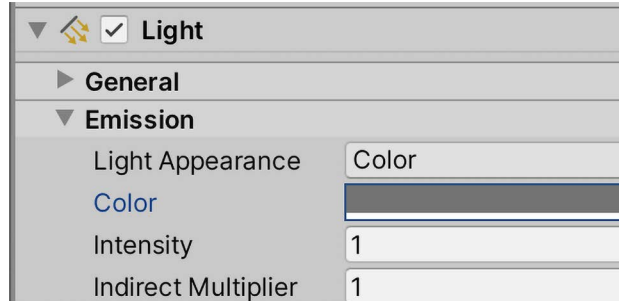 Light
General
Emission
Light Appearance Color
Color
Intensity 1
Indirect Multiplier 1